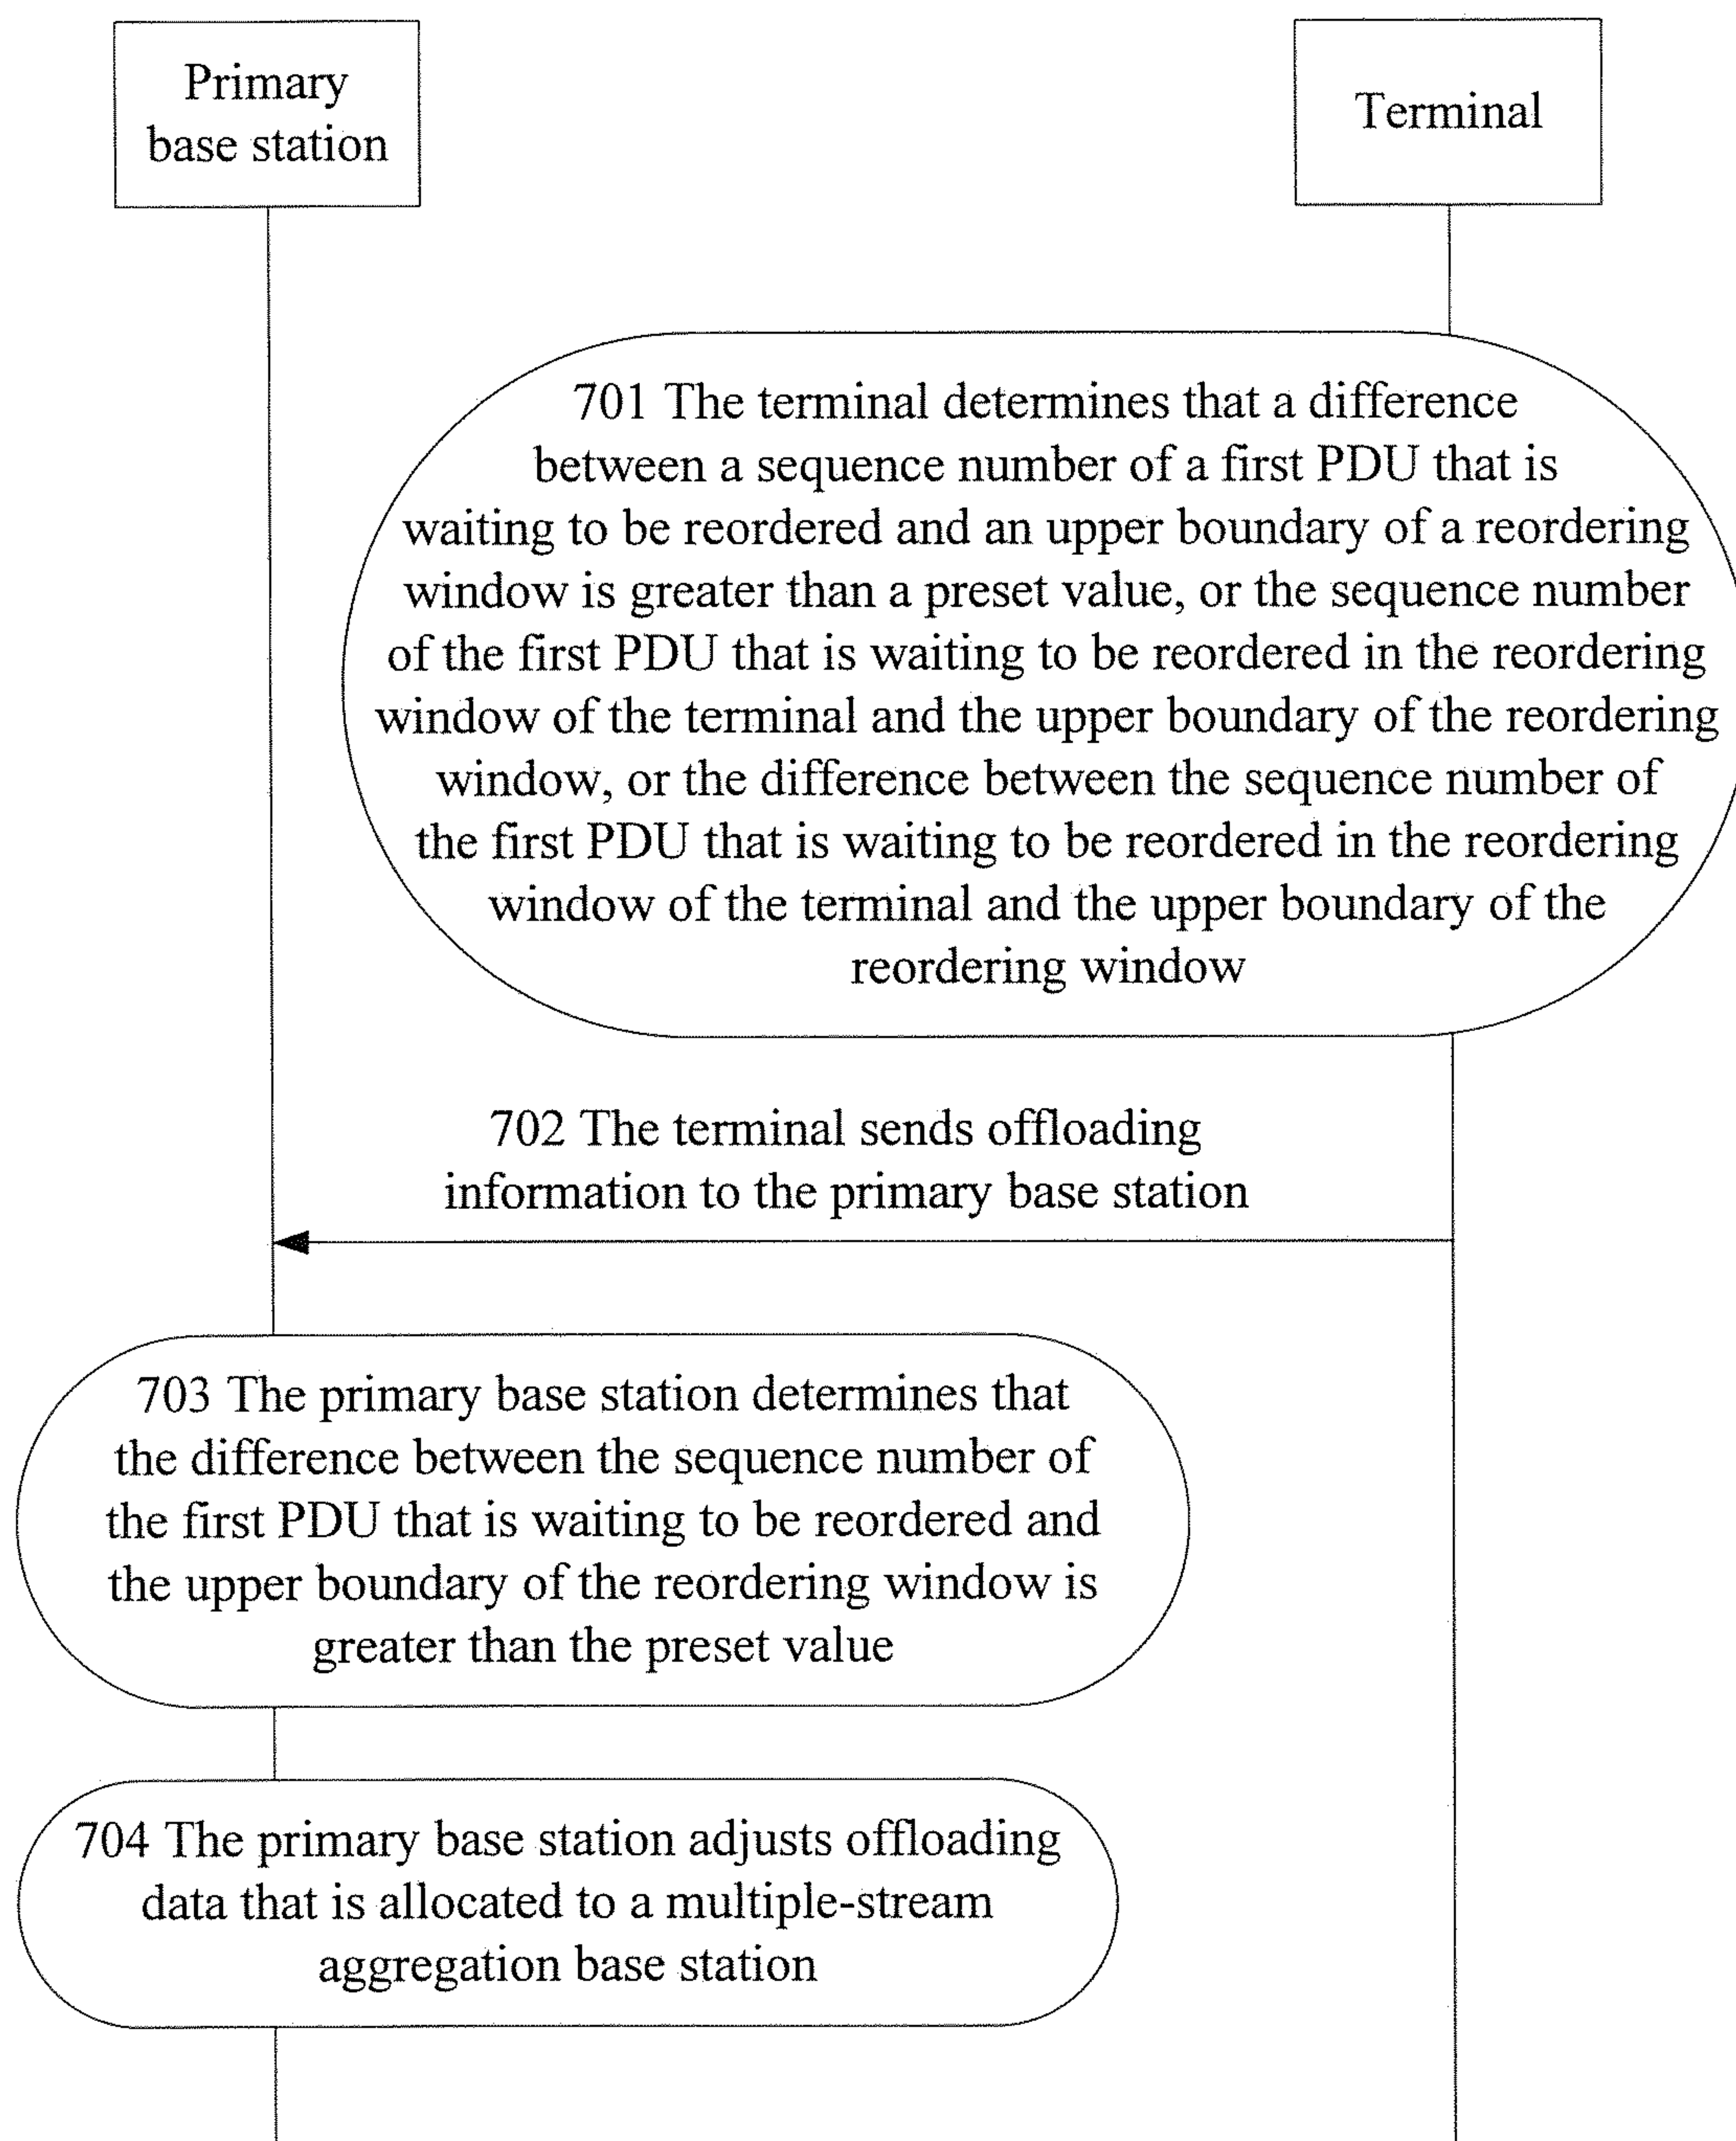 Primary
base station
Terminal
701 The terminal determines that a difference
between a sequence number of a first PDU that is
waiting to be reordered and an upper boundary of a reordering
window is greater than a preset value, or the sequence number
of the first PDU that is waiting to be reordered in the reordering
window of the terminal and the upper boundary of the reordering
window, or the difference between the sequence number of
the first PDU that is waiting to be reordered in the reordering
window of the terminal and the upper boundary of the
reordering window
702 The terminal sends offloading
information to the primary base station
703 The primary base station determines that
the difference between the sequence number of
the first PDU that is waiting to be reordered and
the upper boundary of the reordering window is
greater than the preset value
704 The primary base station adjusts offloading
data that is allocated to a multiple-stream
aggregation base station